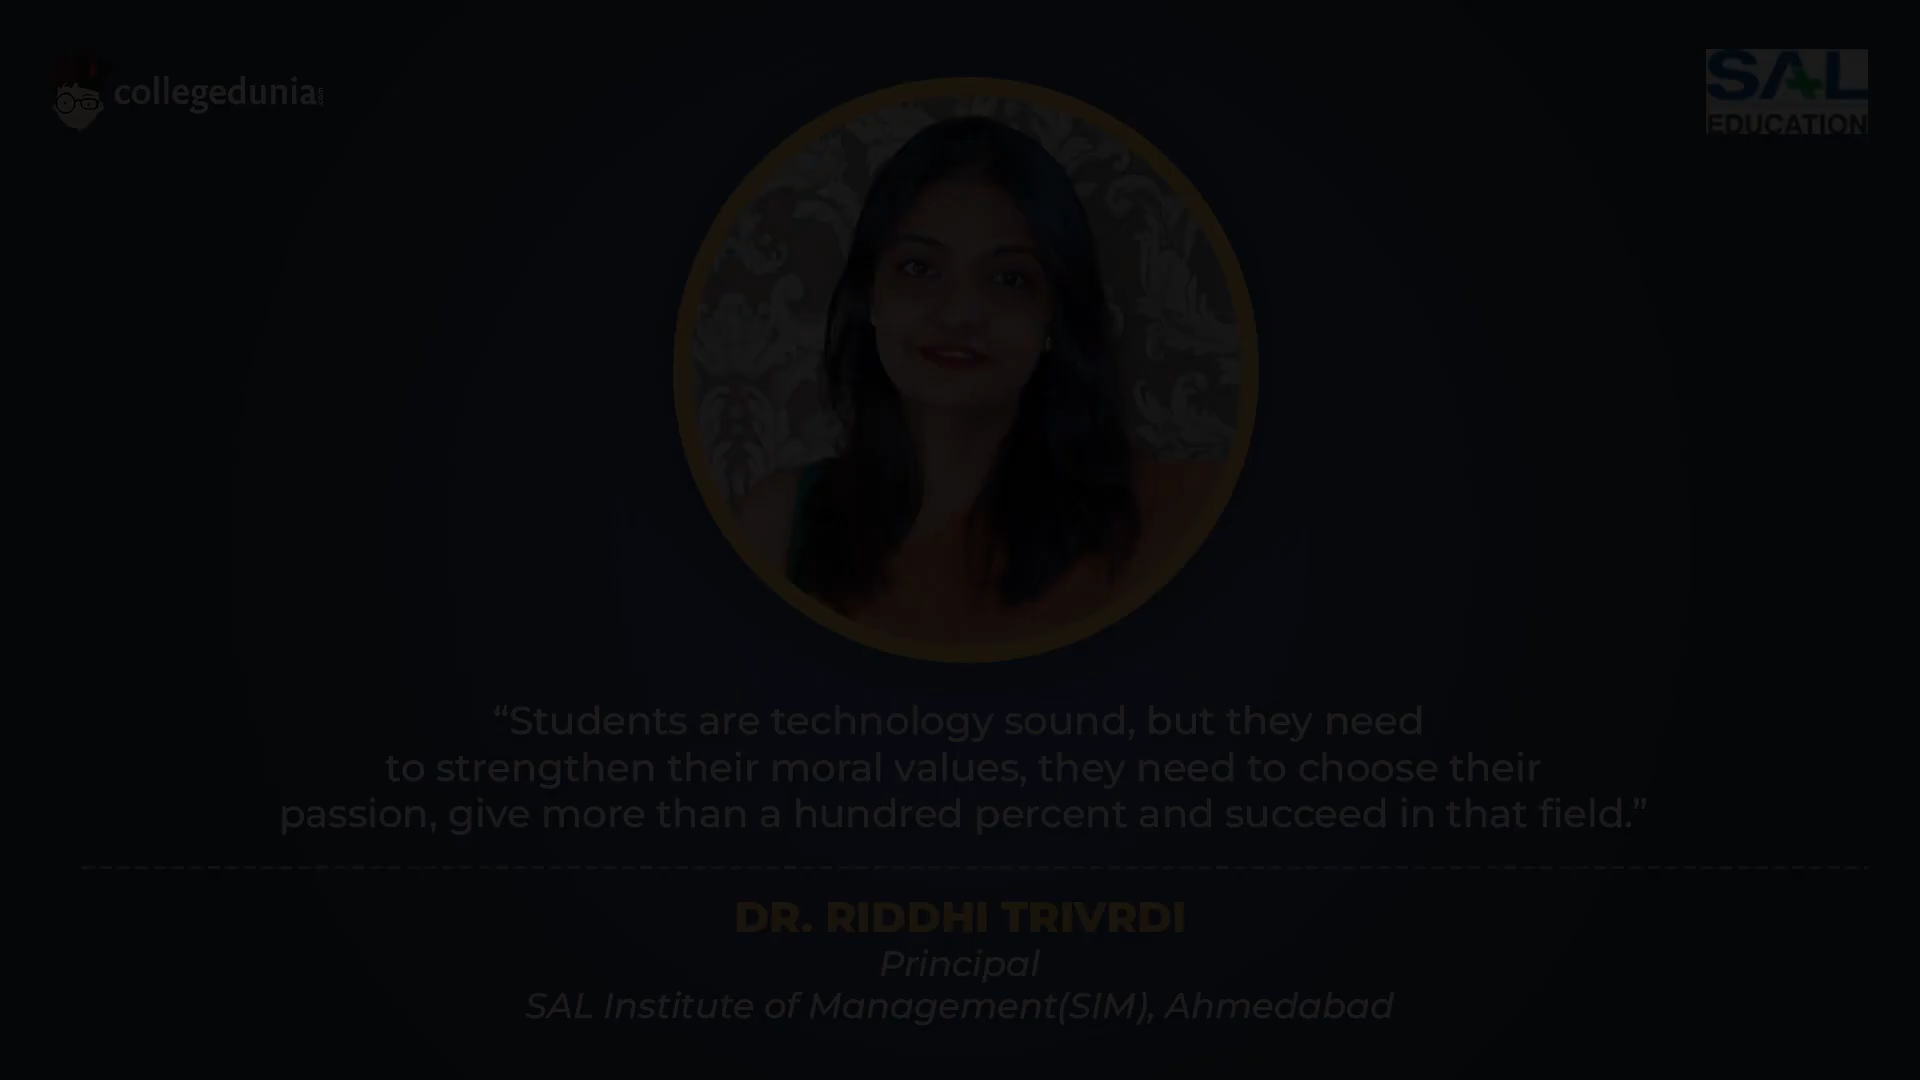 collegedunia
SAL
EDUCATION
“Students are technology sound, but they need
to strengthen their moral values, they need to choose their
passion, give more than a hundred percent and succeed in that field.”
DR. RIDDHI TRIVRDI
Principal
SAL Institute of Management(SIM), Ahmedabad